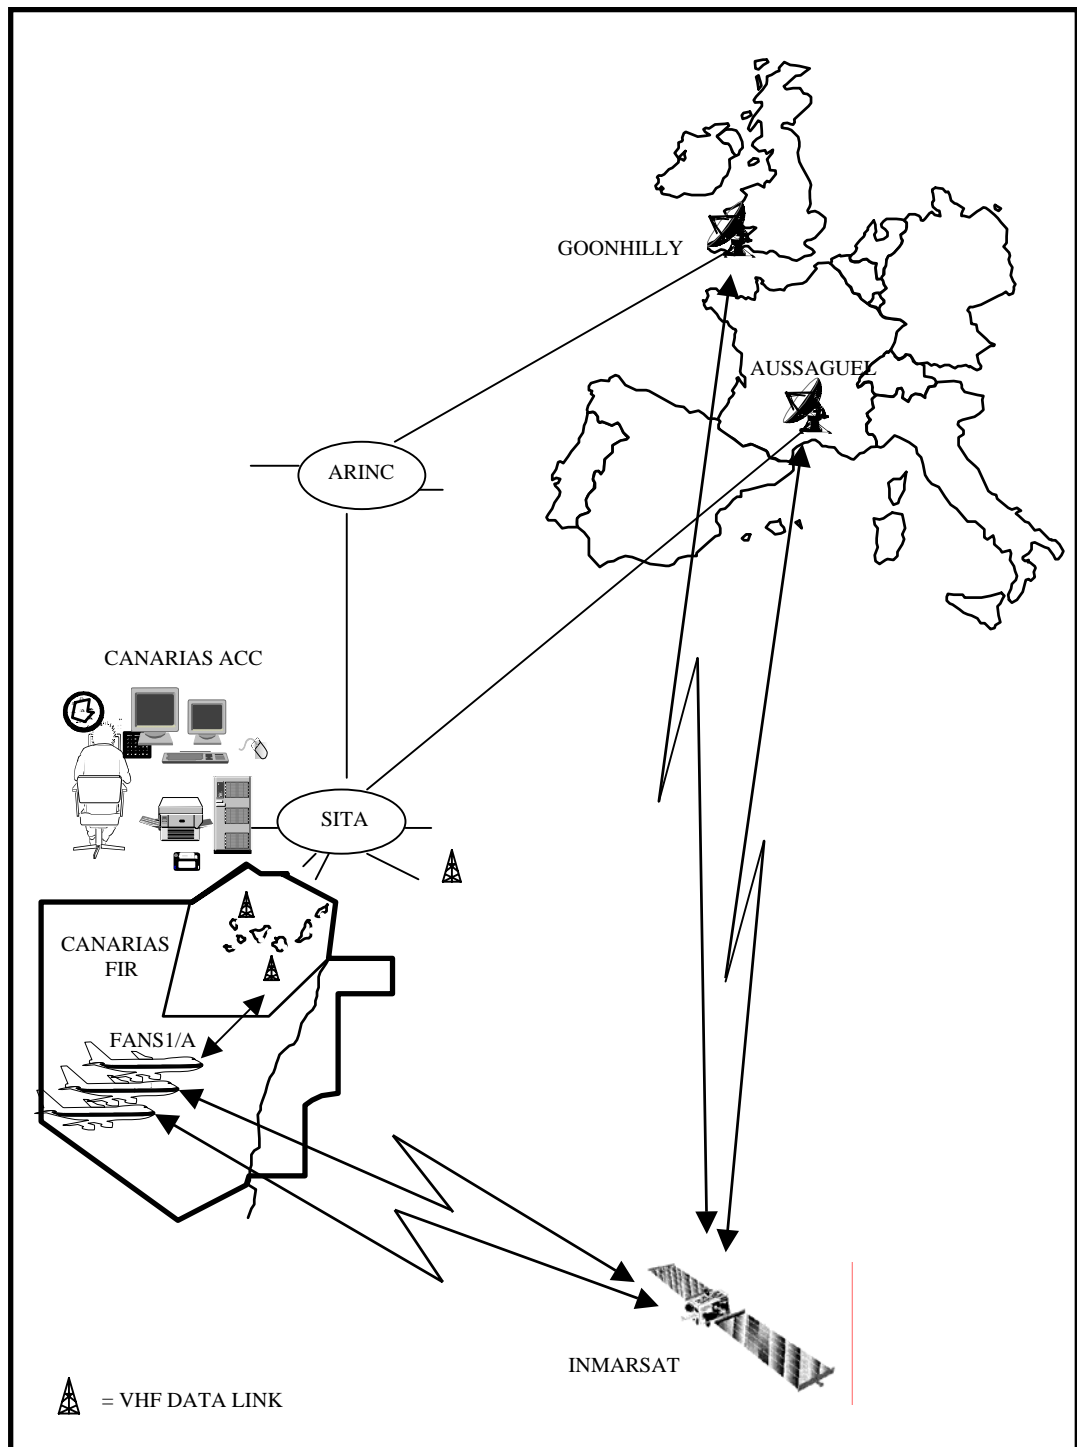 GOONHILLY
AUSSAGUEL
ARINC
CANARIAS ACC
SITA
CANARIAS
FIR
FANS1/A
INMARSAT
= VHF DATA LINK